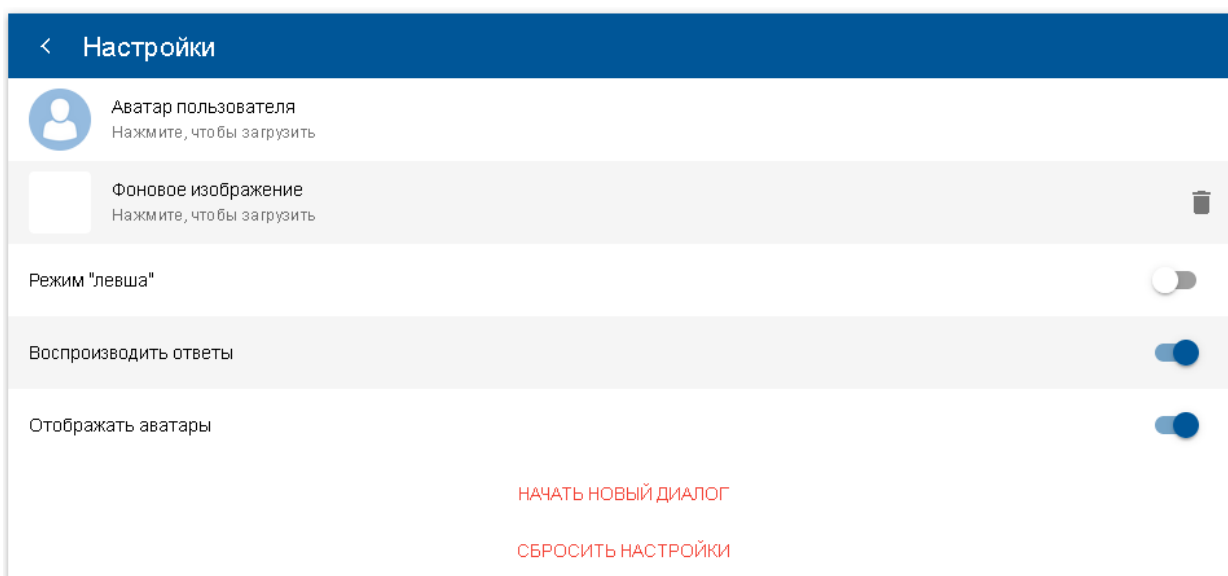 Настройки
Аватар пользователя
Нажмите, чтобы загрузить
Фоновое изображение
Нажмите, чтобы загрузить
Режим "левша"
Воспроизводить ответы
Отображать аватары
НАЧАТЬ НОВЫЙ ДИАЛОГ
СБРОСИТЬ НАСТРОЙКИ